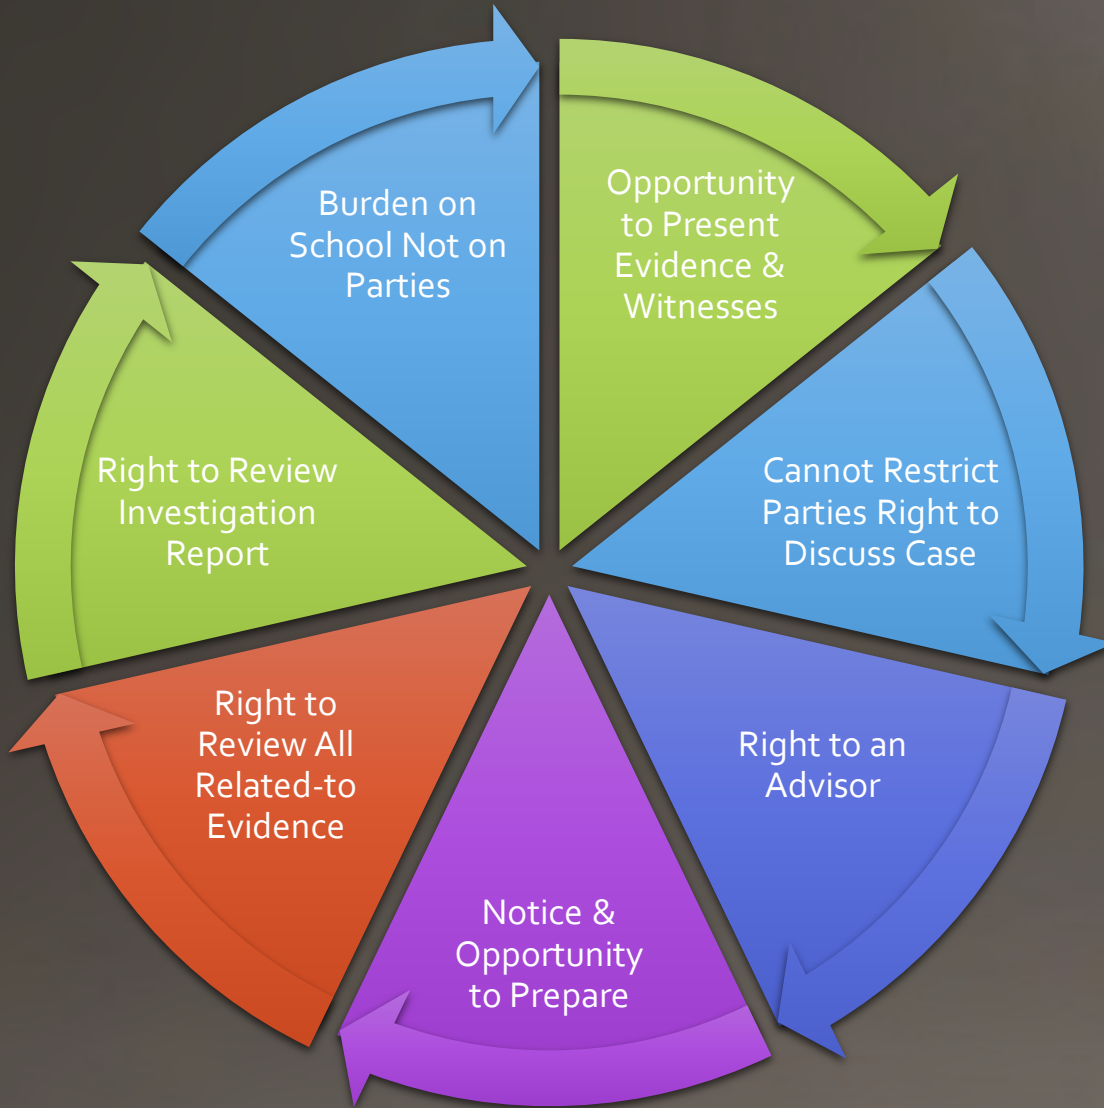 Burden on
School Not on
Parties
Opportunity
to Present
Evidence &
Witnesses
Cannot Restrict
Parties Right to
Discuss Case
Right to an
Advisor
Notice &
Opportunity
to Prepare
Right to
Review All
Related-to
Evidence
Right to Review
Investigation
Report